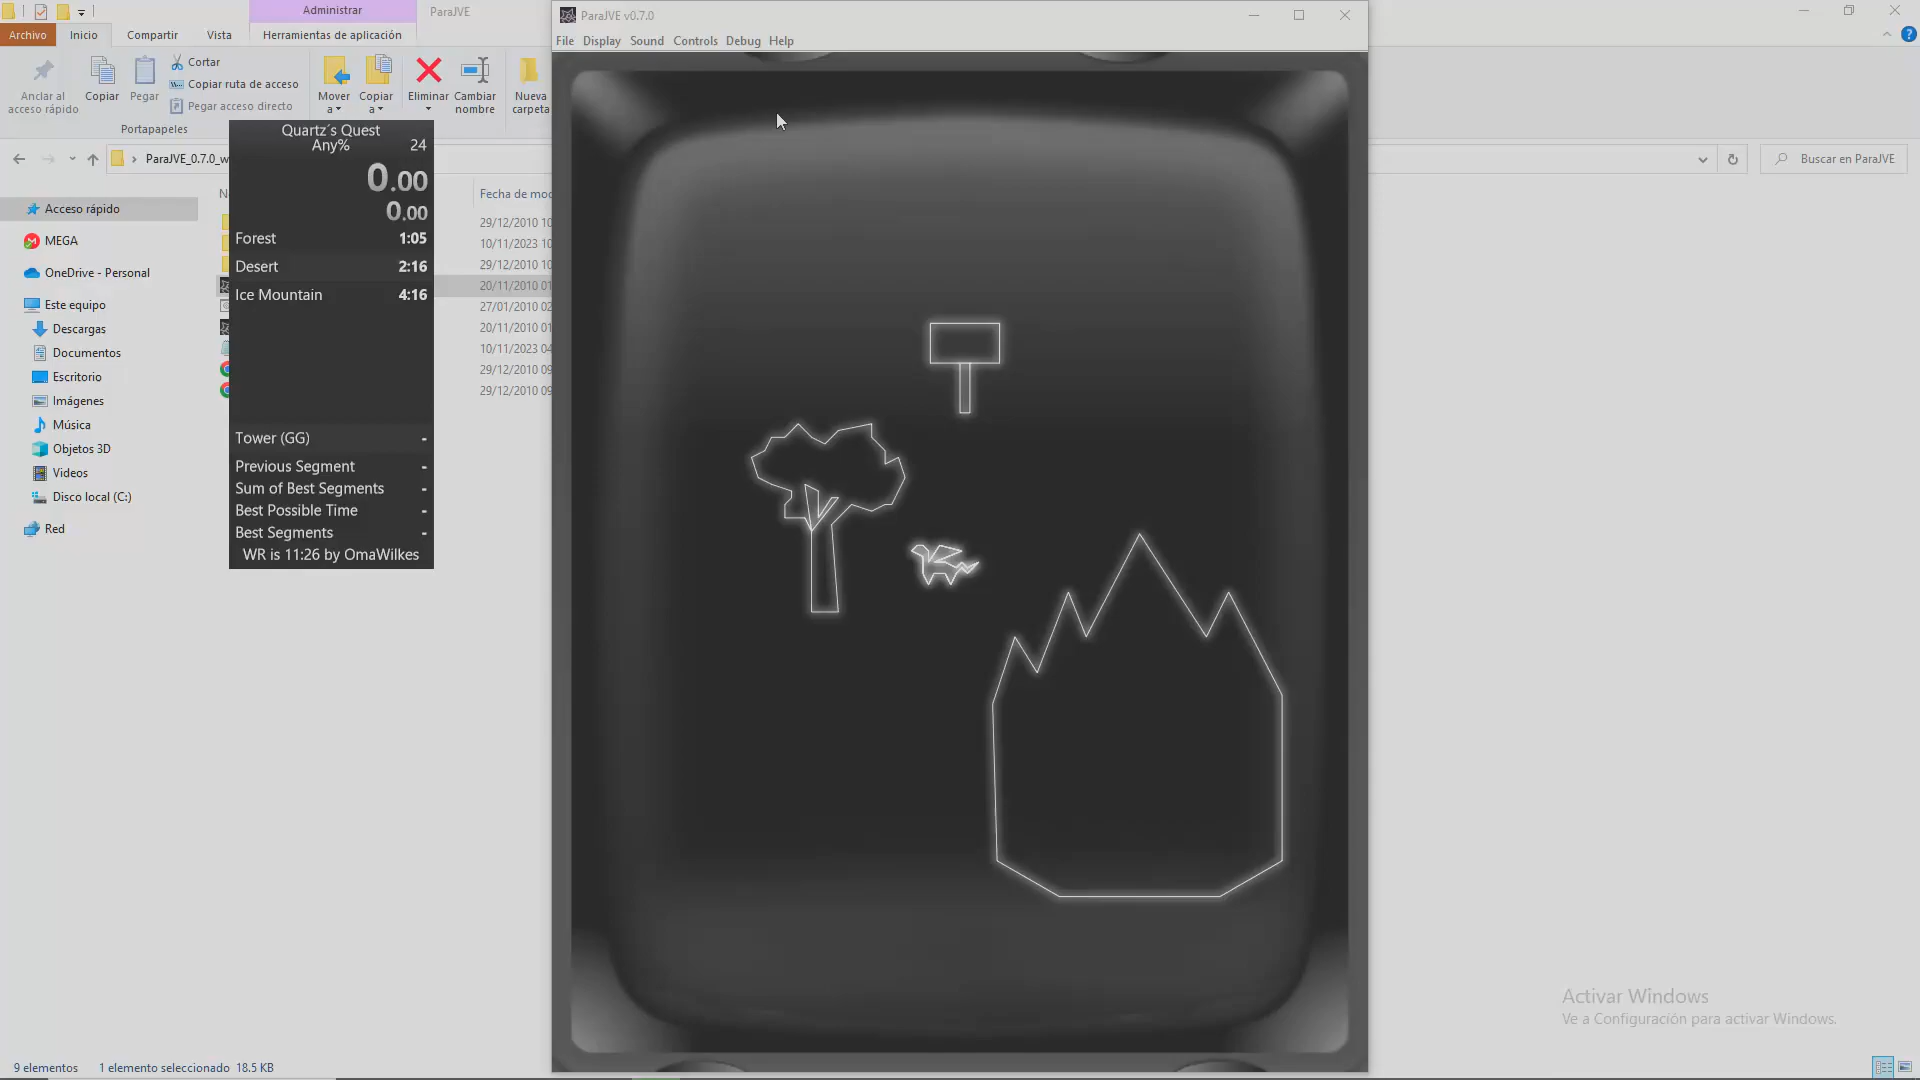 Administrar
ParaJVE
Archivo
Inicio
Compartir
Vista
Herramientas de aplicación
Anclar al
acceso rápido
Copiar
Pegar
Cortar
Copiar ruta de acceso
Pegar acceso directo
Portapapeles
Mover
a
Copiar
a
Eliminar
Cambiar
nombre
Nueva
carpeta
ParaJVE_0.7.0_w
Buscar en ParaJVE
Acceso rápido
MEGA
OneDrive - Personal
Este equipo
Descargas
Documentos
Escritorio
Imágenes
Música
Objetos 3D
Videos
Disco local (C:)
Red
Fecha de moc
29/12/2010 10
10/11/2023 10
29/12/2010 10
20/11/2010 01
27/01/2010 02
20/11/2010 01
10/11/2023 04
29/12/2010 09
29/12/2010 09
Quartz´s Quest
Any% 24
0.00
0.00
Forest 1:05
Desert 2:16
Ice Mountain 4:16
Tower (GG) -
Previous Segment -
Sum of Best Segments -
Best Possible Time -
Best Segments -
WR is 11:26 by OmaWilkes
ParaJVE v0.7.0
File Display Sound Controls Debug Help
Activar Windows
Ve a Configuración para activar Windows.
9 elementos 1 elemento seleccionado 18.5 KB